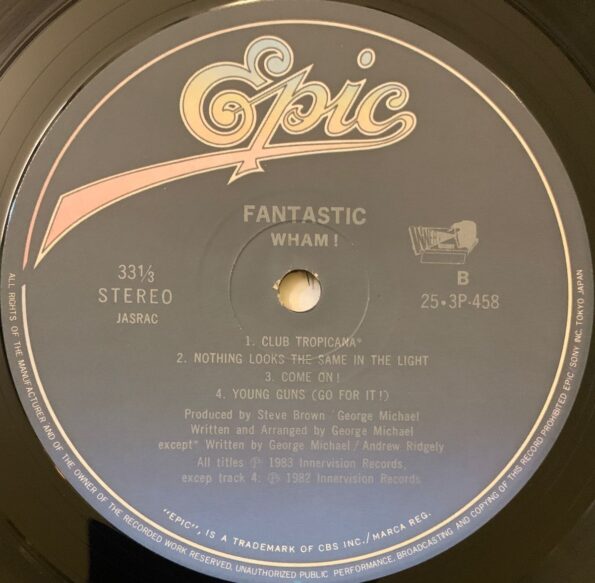 Epic
FANTASTIC
WHAM!
33⅓
STEREO
JASRAC
B
25・3P-458
1. CLUB TROPICANA*
2. NOTHING LOOKS THE SAME IN THE LIGHT
3. COME ON!
4. YOUNG GUNS (GO FOR IT!)
Produced by Steve Brown / George Michael
Written and Arranged by George Michael
except* Written by George Michael / Andrew Ridgely
All titles ℗ 1983 Innervision Records,
excep track 4: ℗ 1982 Innervision Records
"EPIC", IS A TRADEMARK OF CBS INC./MARCA REG.
ALL RIGHTS OF THE MANUFACTURER AND OF THE OWNER OF THE RECORDED WORK RESERVED. UNAUTHORIZED PUBLIC PERFORMANCE, BROADCASTING AND COPYING OF THIS RECORD PROHIBITED EPIC SONY INC. TOKYO JAPAN